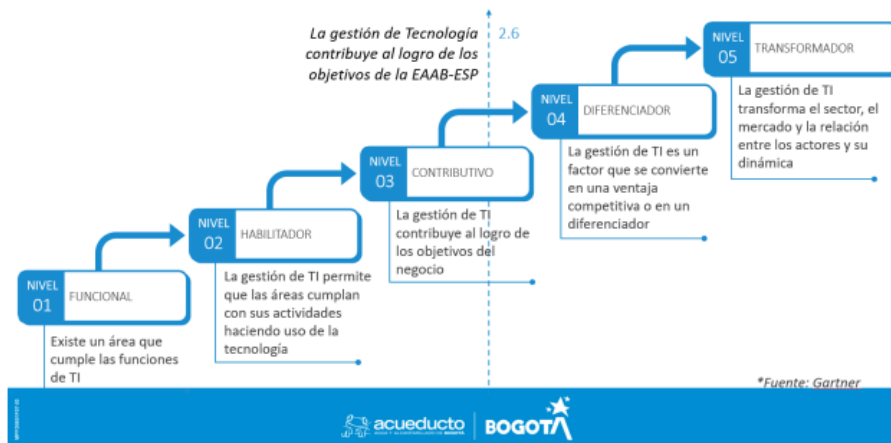 La gestión de Tecnología
contribuye al logro de los
objetivos de la EAAB-ESP
2.6
NIVEL
05
TRANSFORMADOR
La gestión de TI
transforma el sector, el
mercado y la relación
entre los actores y su
dinámica
NIVEL
04
DIFERENCIADOR
La gestión de TI es un
factor que se convierte
en una ventaja
competitiva o en un
diferenciador
NIVEL
03
CONTRIBUTIVO
La gestión de TI
contribuye al logro de
los objetivos del
negocio
NIVEL
02
HABILITADOR
La gestión de TI permite
que las áreas cumplan
con sus actividades
haciendo uso de la
tecnología
NIVEL
01
FUNCIONAL
Existe un área que
cumple las funciones
de TI
*Fuente: Gartner
acueducto
BOGOTÁ